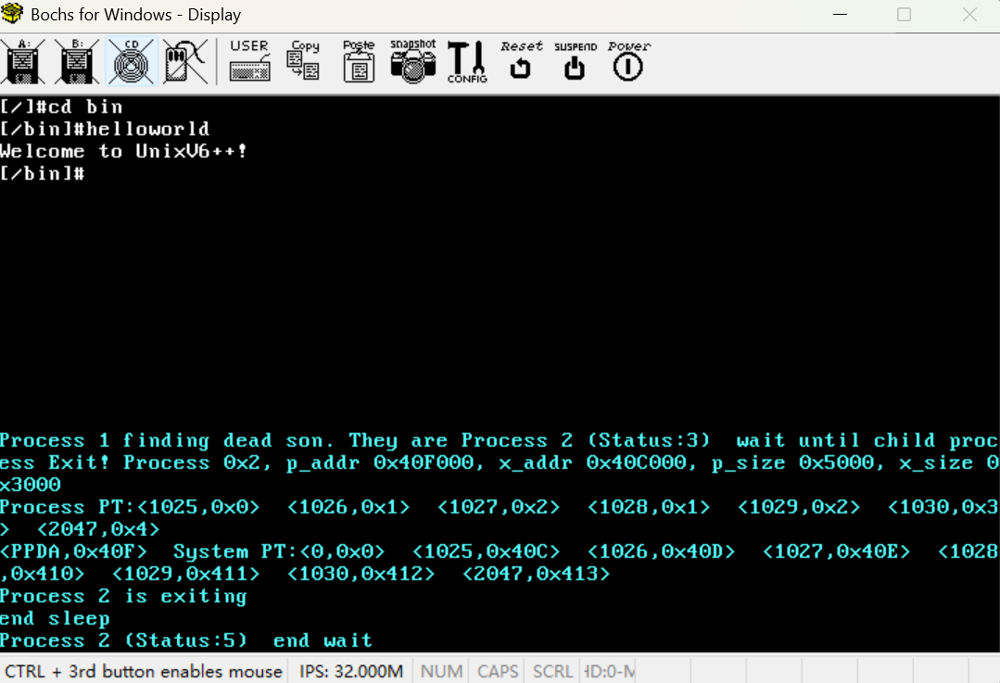 Bochs for Windows - Display
A: B: CD USER Copy Paste snapshot CONFIG Reset SUSPEND Power
[/]#cd bin
[/bin]#helloworld
Welcome to UnixV6++!
[/bin]#
Process 1 finding dead son. They are Process 2 (Status:3)  wait until child proc
ess Exit! Process 0x2, p_addr 0x40F000, x_addr 0x40C000, p_size 0x5000, x_size 0
x3000
Process PT:<1025,0x0>  <1026,0x1>  <1027,0x2>  <1028,0x1>  <1029,0x2>  <1030,0x3
>  <2047,0x4>
<PPDA,0x40F>  System PT:<0,0x0>  <1025,0x40C>  <1026,0x40D>  <1027,0x40E>  <1028
,0x410>  <1029,0x411>  <1030,0x412>  <2047,0x413>
Process 2 is exiting
end sleep
Process 2 (Status:5)  end wait
CTRL + 3rd button enables mouse IPS: 32.000M NUM CAPS SCRL HD:0-M